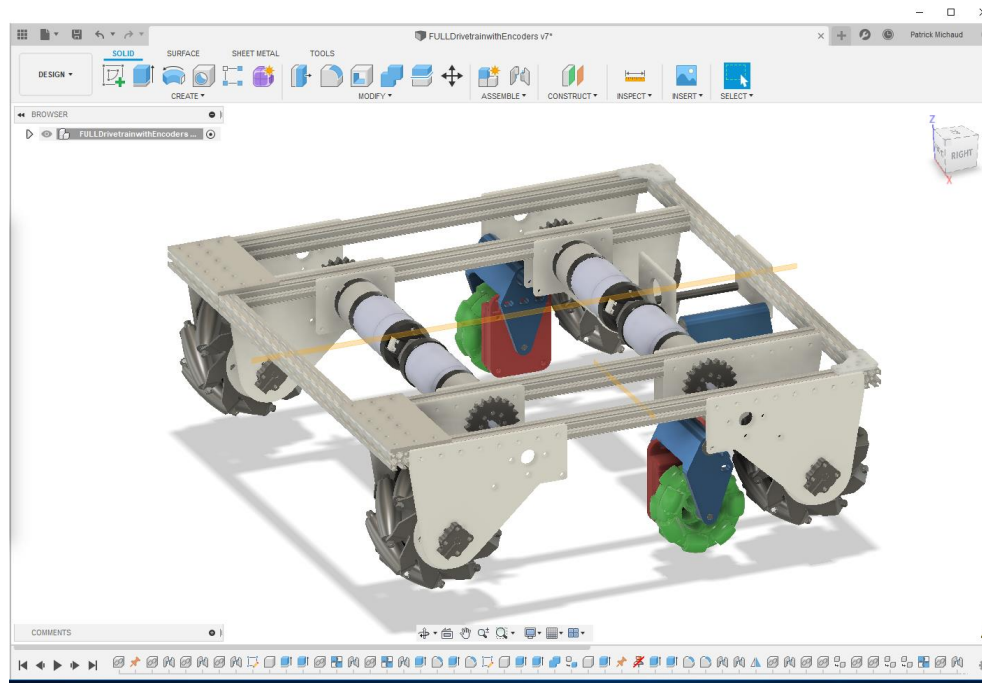 FULLDrivetrainwithEncoders v7*
Patrick Michaud
DESIGN
SOLID
SURFACE
SHEET METAL
TOOLS
CREATE
MODIFY
ASSEMBLE
CONSTRUCT
INSPECT
INSERT
SELECT
BROWSER
FULLDrivetrainwithEncoders ...
Z
RIGHT
X
COMMENTS